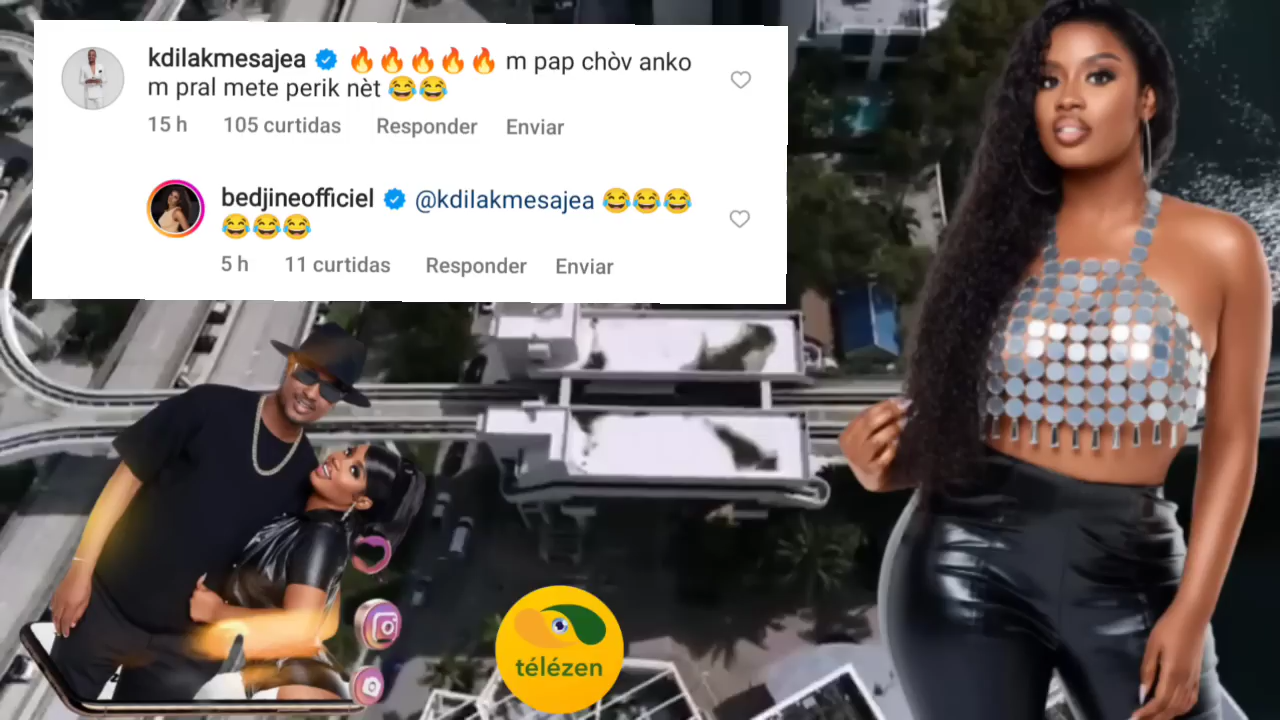 kdilakmesajea 🔥🔥🔥🔥🔥 m pap chòv anko
m pral mete perik nèt 😂😂
15 h 105 curtidas Responder Enviar
bedjineofficiel @kdilakmesajea 😂😂😂
😂😂😂
5 h 11 curtidas Responder Enviar
télézen